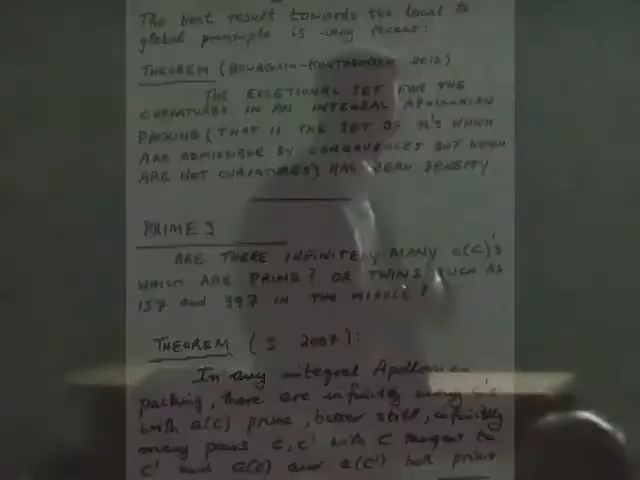 The best result towards the local to
global principle is very recent:
THEOREM (BOURGAIN-KONTOROVICH 2012)
THE EXCETIONAL SET FOR THE
CURVATURES IN AN INTEGRAL APOLLONIAN
PACKING (THAT IS THE SET OF n'S WHICH
ARE ADMISSIBLE BY CONGRUENCES BUT WHICH
ARE NOT CURVATURES) HAS ZERO DENSITY
PRIMES
ARE THERE INFINITELY MANY a(C)'s
WHICH ARE PRIME? OR TWINS SUCH AS
157 and 397 IN THE MIDDLE?
THEOREM (S 2007):
In any integral Apollonian
packing, there are infinitely many C's
with a(C) prime, better still, infinitely
many pairs C, C' with C tangent to
C' and a(C) and a(C') both prime